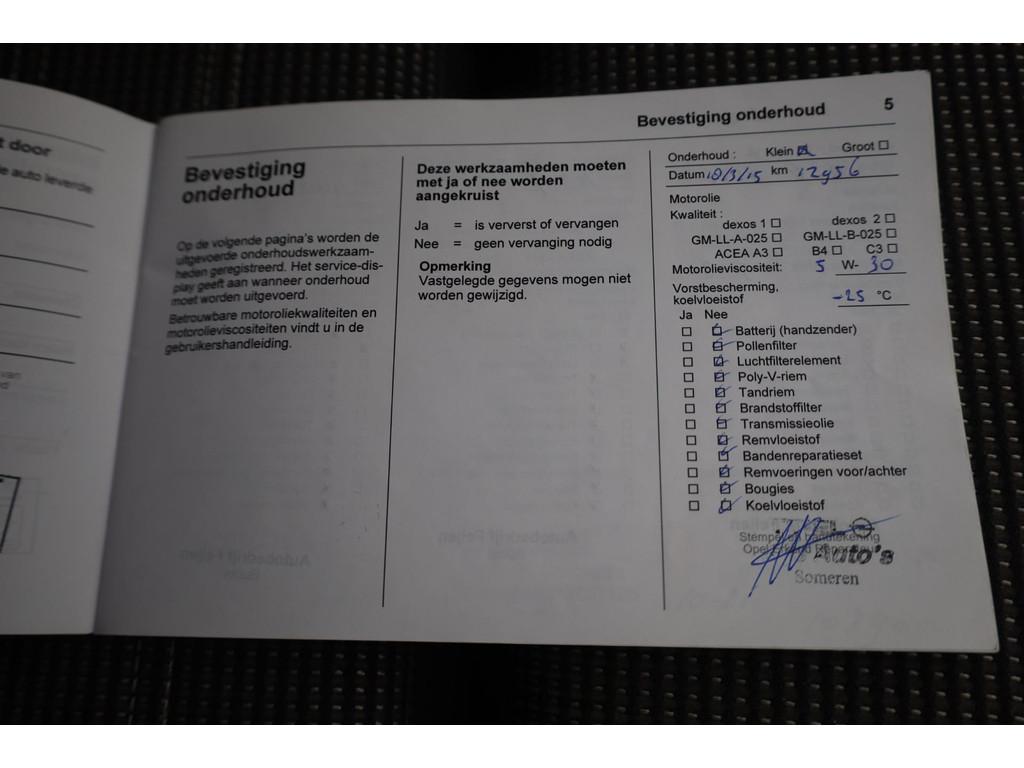 t door
e auto leverde
van
Bevestiging onderhoud 5
Bevestiging
onderhoud
Op de volgende pagina's worden de
uitgevoerde onderhoudswerkzaam-
heden geregistreerd. Het service-dis-
play geeft aan wanneer onderhoud
moet worden uitgevoerd.
Betrouwbare motoroliekwaliteiten en
motorolieviscositeiten vindt u in de
gebruikershandleiding.
Deze werkzaamheden moeten
met ja of nee worden
aangekruist
Ja = is ververst of vervangen
Nee = geen vervanging nodig
Opmerking
Vastgelegde gegevens mogen niet
worden gewijzigd.
Onderhoud : Klein Groot
Datum 18/3/15 km 12956
Motorolie
Kwaliteit :
dexos 1 dexos 2
GM-LL-A-025 GM-LL-B-025
ACEA A3 B4 C3
Motorolieviscositeit: 5 W- 30
Vorstbescherming,
koelvloeistof -25 °C
Ja Nee
Batterij (handzender)
Pollenfilter
Luchtfilterelement
Poly-V-riem
Tandriem
Brandstoffilter
Transmissieolie
Remvloeistof
Bandenreparatieset
Remvoeringen voor/achter
Bougies
Koelvloeistof
Stempel en handtekening
Opel
Auto's
Someren